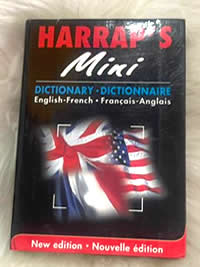 HARRAP'S
Mini
DICTIONARY - DICTIONNAIRE
English-French • Français-Anglais
New edition • Nouvelle édition